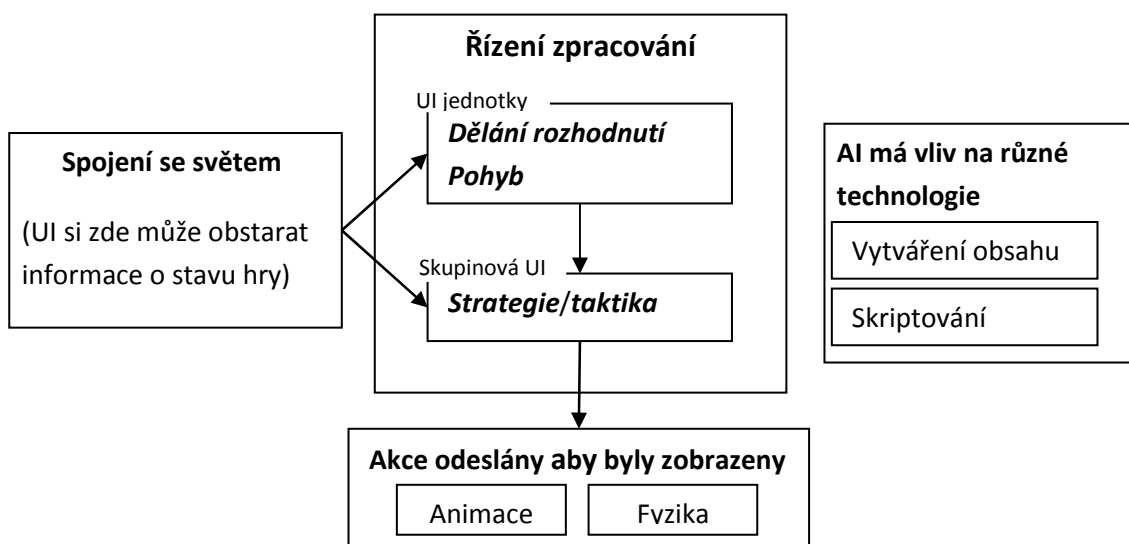 Řízení zpracování
UI jednotky
Dělání rozhodnutí
Pohyb
Skupinová UI
Strategie/taktika
Spojení se světem
(UI si zde může obstarat
informace o stavu hry)
AI má vliv na různé
technologie
Vytváření obsahu
Skriptování
Akce odeslány aby byly zobrazeny
Animace
Fyzika